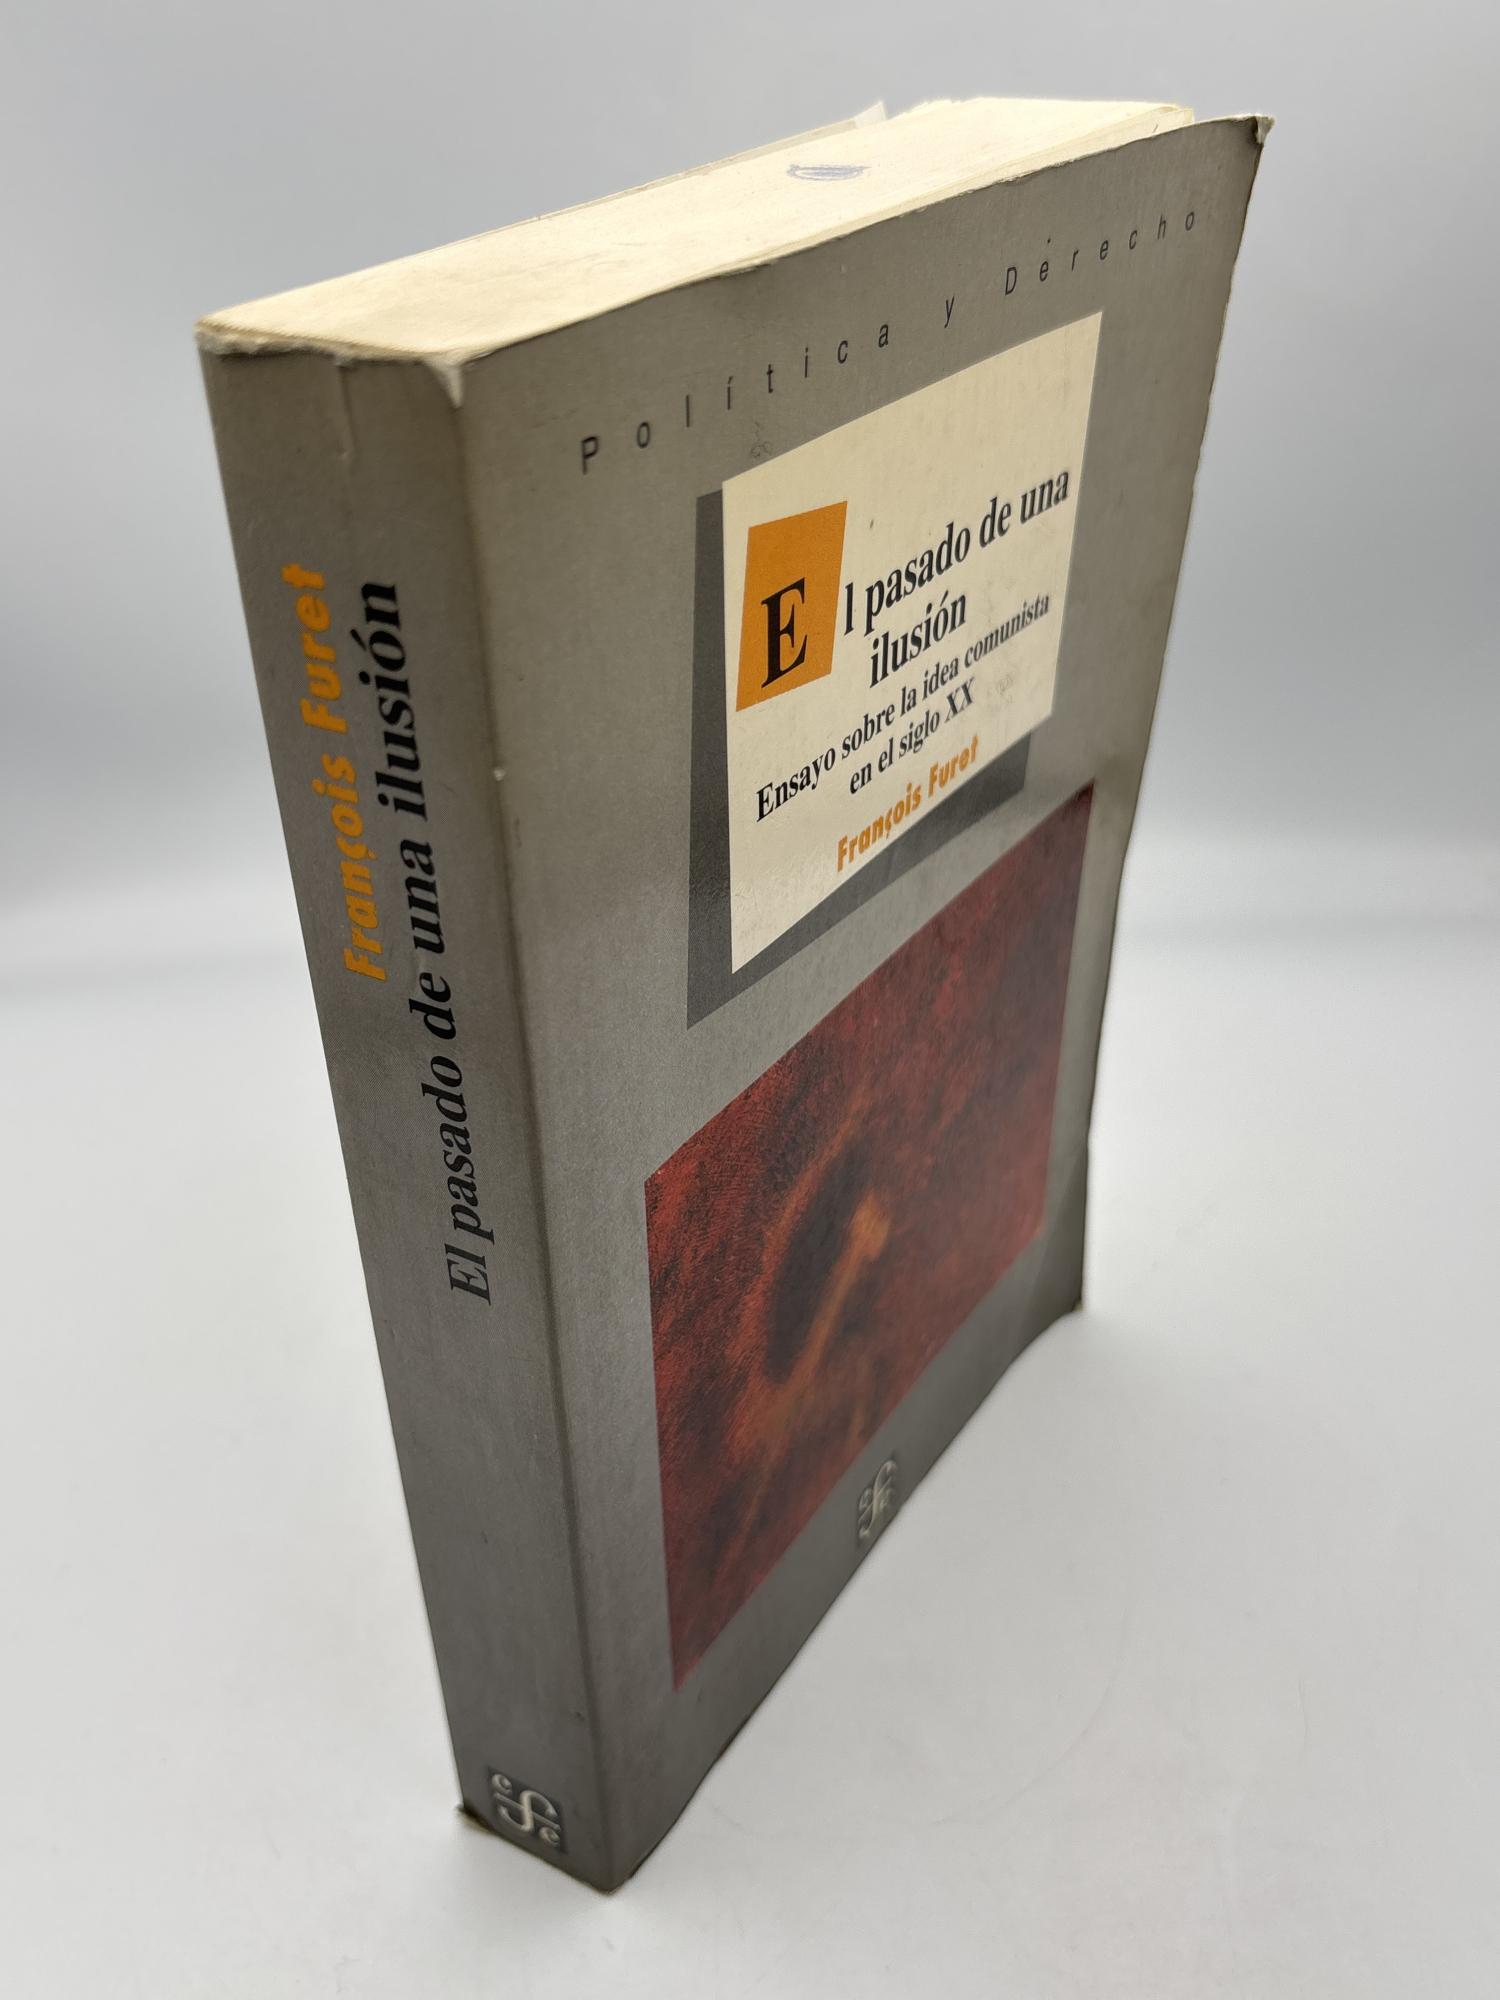 François Furet
El pasado de una ilusión
Política y Derecho
El pasado de una
ilusión
Ensayo sobre la idea comunista
en el siglo XX
François Furet